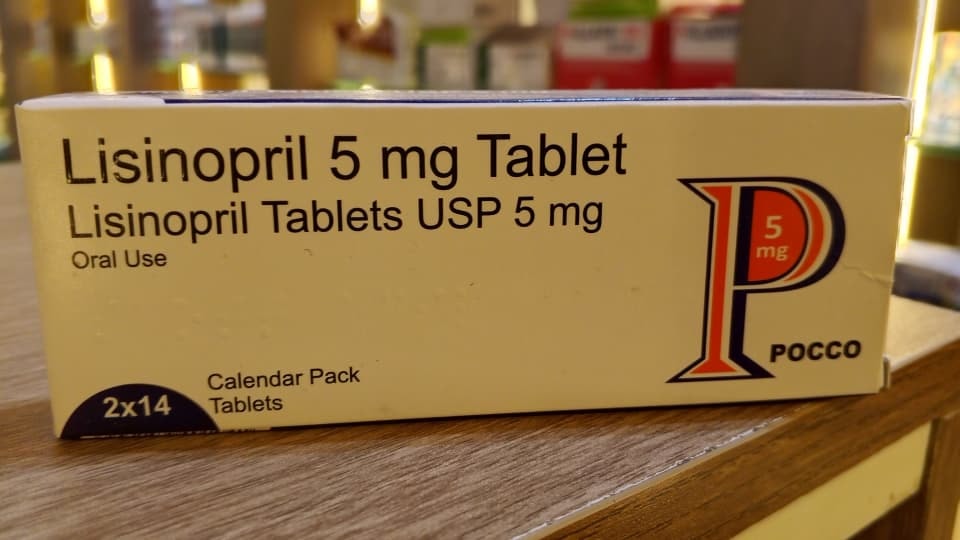 Lisinopril 5 mg Tablet
Lisinopril Tablets USP 5 mg
Oral Use
5
mg
POCCO
Calendar Pack
Tablets
2x14